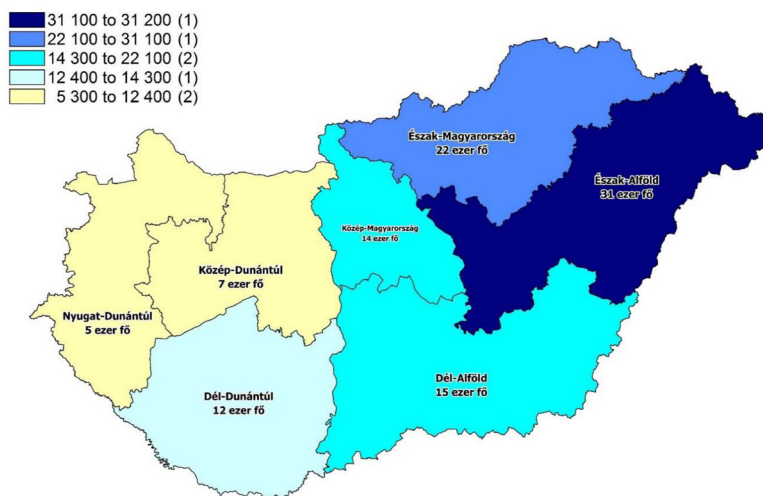 31 100 to 31 200 (1)
22 100 to 31 100 (1)
14 300 to 22 100 (2)
12 400 to 14 300 (1)
5 300 to 12 400 (2)
Észak-Magyarország
22 ezer fő
Észak-Alföld
31 ezer fő
Közép-Magyarország
14 ezer fő
Közép-Dunántúl
7 ezer fő
Nyugat-Dunántúl
5 ezer fő
Dél-Alföld
15 ezer fő
Dél-Dunántúl
12 ezer fő